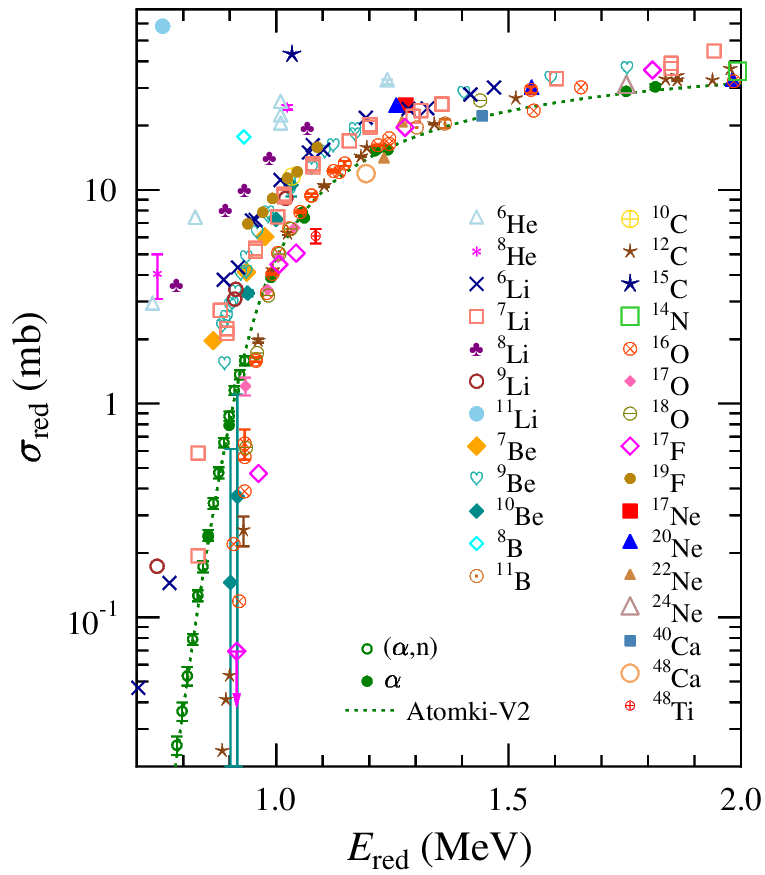 σred (mb)
10
1
10-1
6He
8He
6Li
7Li
8Li
9Li
11Li
7Be
9Be
10Be
8B
11B
10C
12C
15C
14N
16O
17O
18O
17F
19F
17Ne
20Ne
22Ne
24Ne
40Ca
48Ca
48Ti
(α,n)
α
Atomki-V2
1.0 1.5 2.0
Ered (MeV)